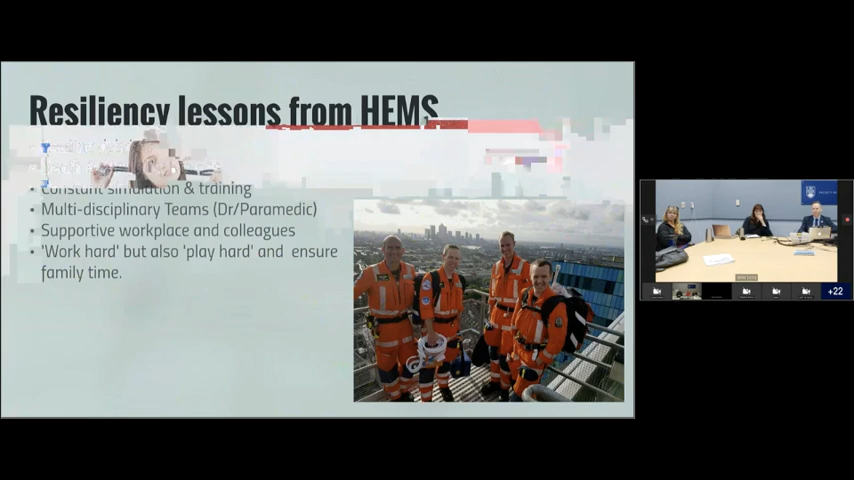 Resiliency lessons from HEMS
• Constant simulation & training
• Multi-disciplinary Teams (Dr/Paramedic)
• Supportive workplace and colleagues
• 'Work hard' but also 'play hard' and ensure
family time.
+22